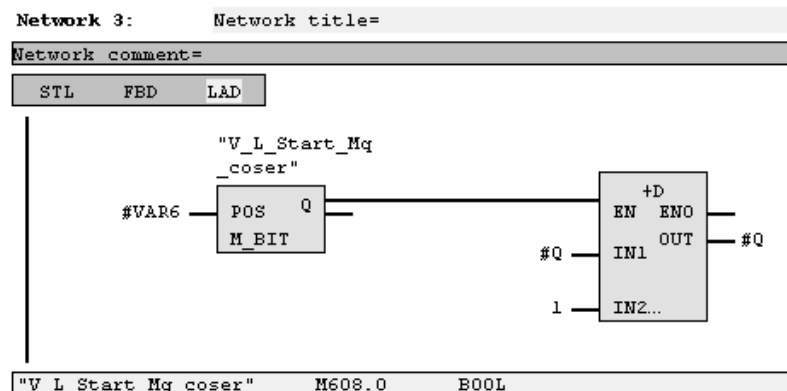 Network 3: Network title=
Network comment=
STL FBD LAD
"V_L_Start_Mq
_coser"
#VAR6 POS Q
M_BIT
+D
EN ENO
#Q IN1 OUT #Q
1 IN2...
"V_L_Start_Mq_coser" M608.0 BOOL